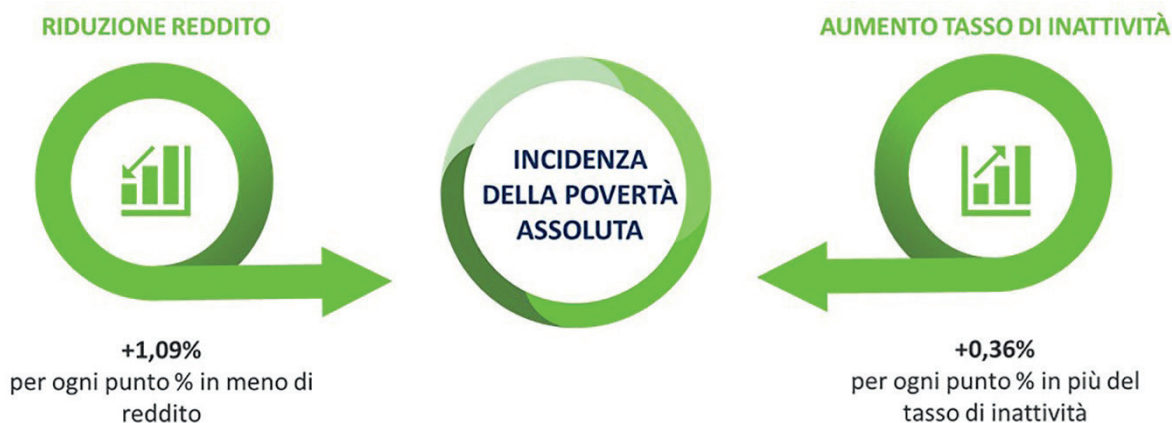 RIDUZIONE REDDITO
AUMENTO TASSO DI INATTIVITÀ
INCIDENZA
DELLA POVERTÀ
ASSOLUTA
+1,09%
per ogni punto % in meno di
reddito
+0,36%
per ogni punto % in più del
tasso di inattività